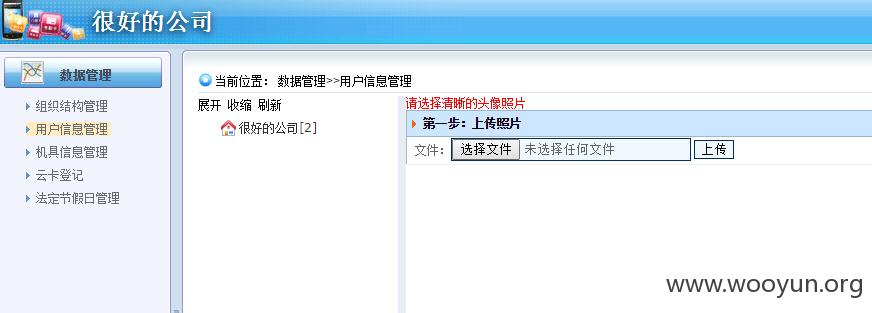 很好的公司
数据管理
组织结构管理
用户信息管理
机具信息管理
云卡登记
法定节假日管理
当前位置： 数据管理>>用户信息管理
展开 收缩 刷新
很好的公司[2]
请选择清晰的头像照片
第一步：上传照片
文件： 选择文件 未选择任何文件 上传
www.wooyun.org